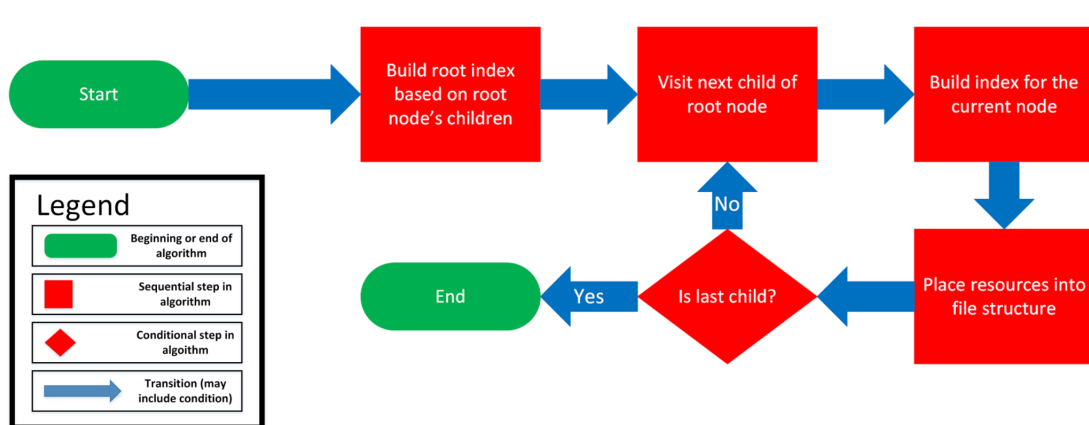 Start
Build root index
based on root
node's children
Visit next child of
root node
Build index for the
current node
Place resources into
file structure
Is last child?
No
Yes
End
Legend
Beginning or end of
algorithm
Sequential step in
algorithm
Conditional step in
algoithm
Transition (may
include condition)